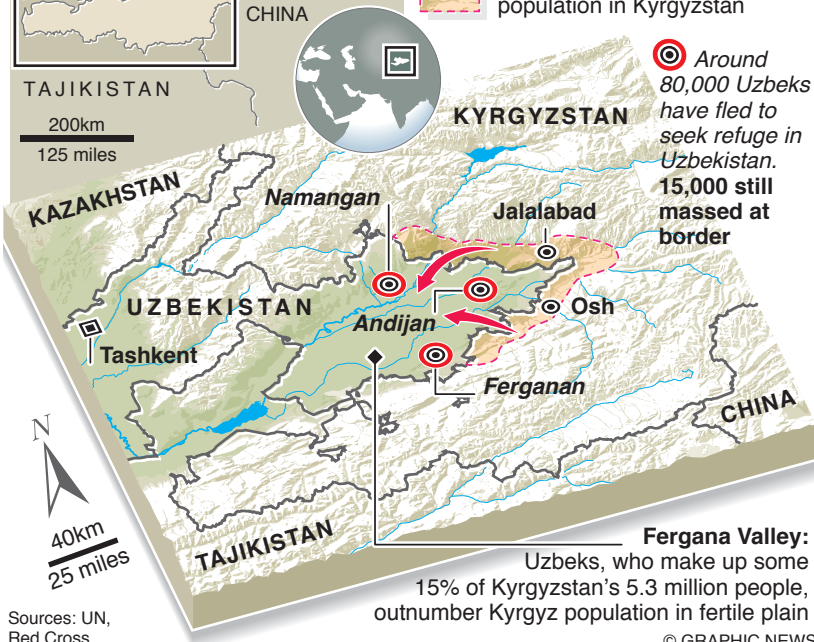 CHINA
population in Kyrgyzstan
TAJIKISTAN
200km
125 miles
Around
80,000 Uzbeks
have fled to
seek refuge in
Uzbekistan.
15,000 still
massed at
border
KYRGYZSTAN
KAZAKHSTAN
Namangan
Jalalabad
UZBEKISTAN
Andijan
Osh
Tashkent
Ferganan
CHINA
N
40km
25 miles
TAJIKISTAN
Fergana Valley:
Uzbeks, who make up some
15% of Kyrgyzstan's 5.3 million people,
outnumber Kyrgyz population in fertile plain
Sources: UN,
Red Cross
© GRAPHIC NEWS